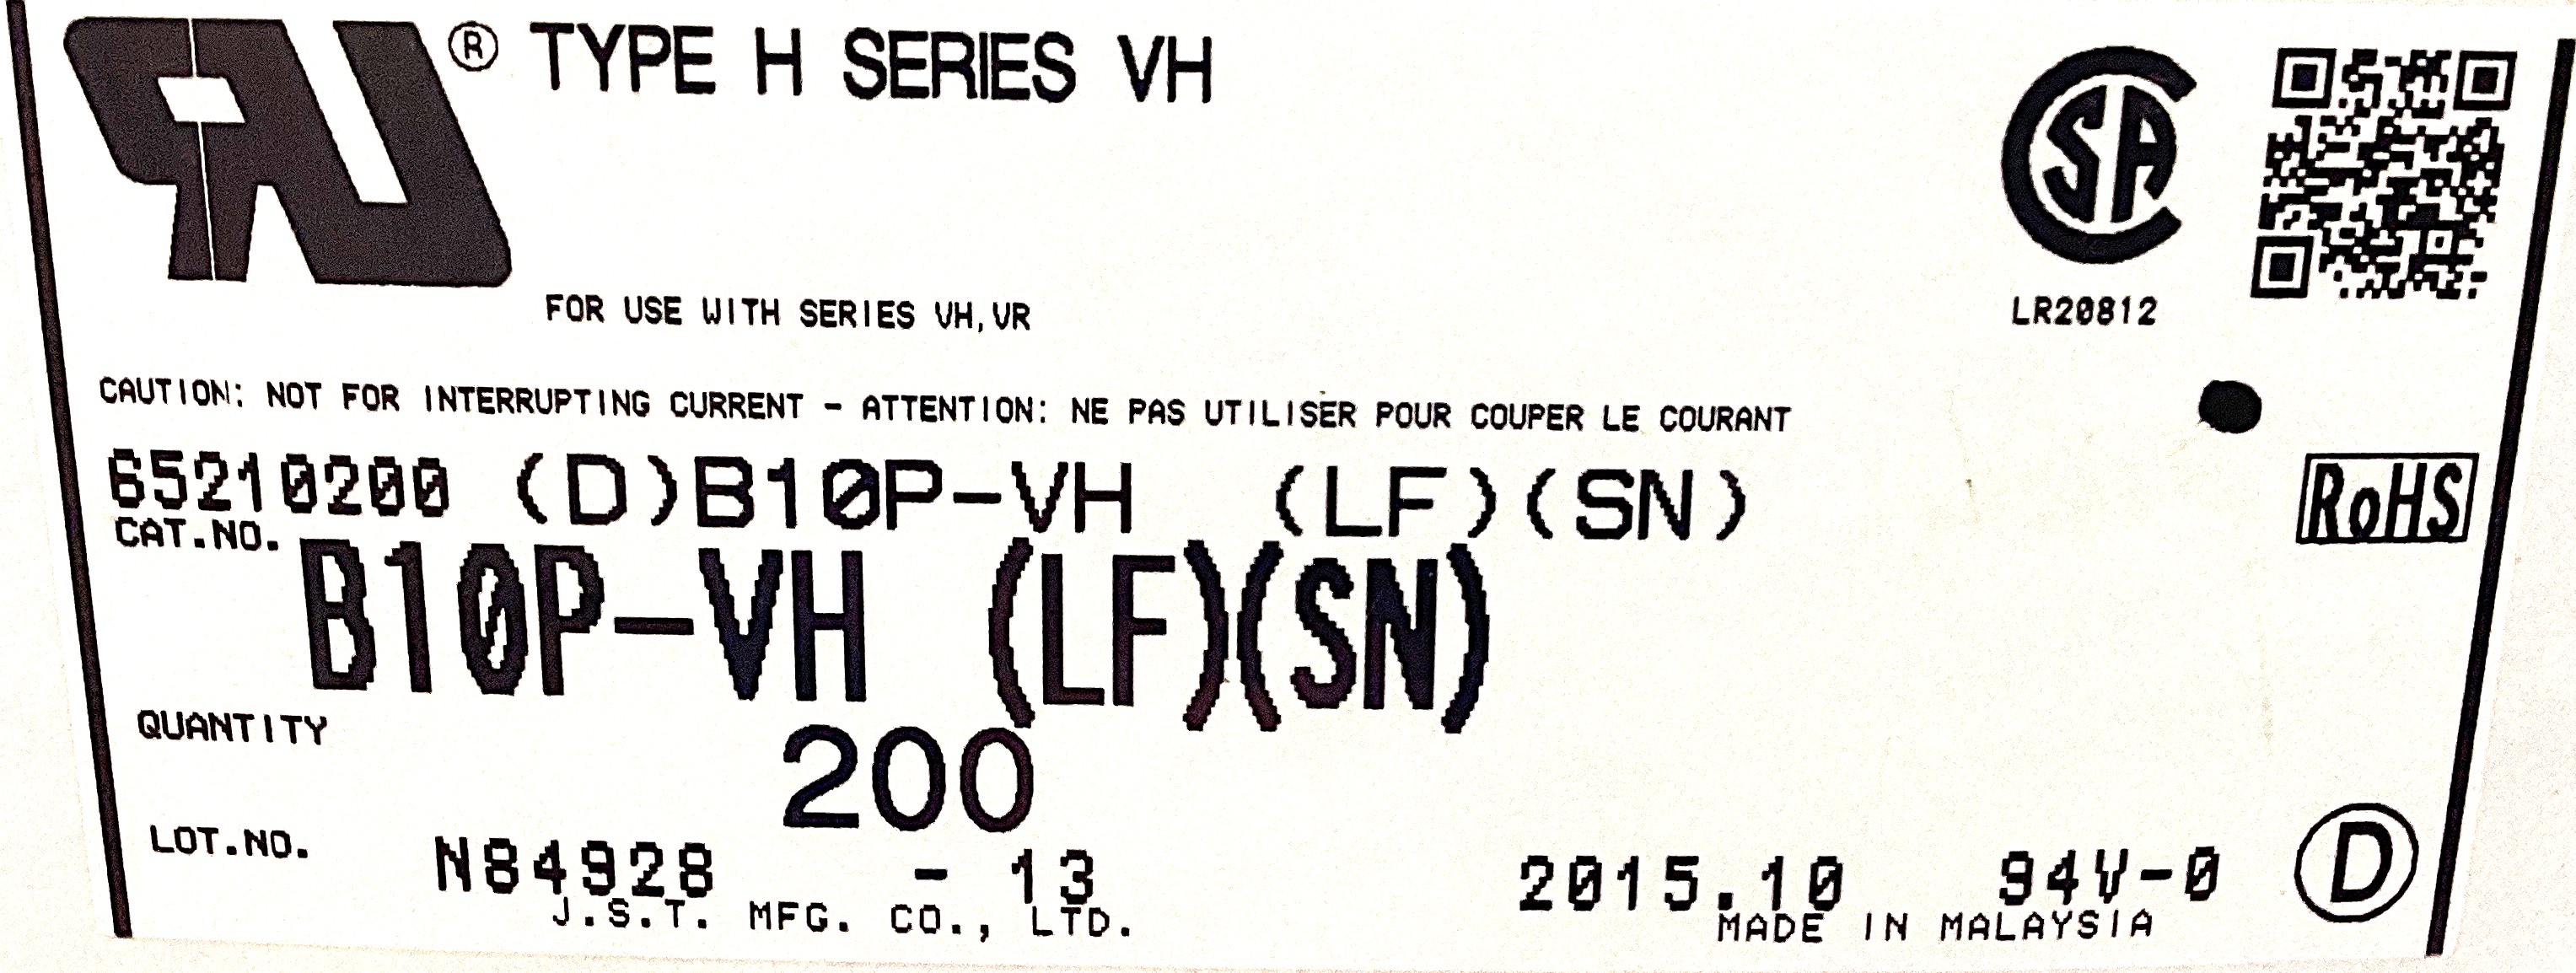 ® TYPE H SERIES VH
CSA
LR20812
FOR USE WITH SERIES VH,VR
CAUTION: NOT FOR INTERRUPTING CURRENT - ATTENTION: NE PAS UTILISER POUR COUPER LE COURANT
65210200 (D)B10P-VH (LF)(SN)
RoHS
CAT.NO.
B10P-VH (LF)(SN)
QUANTITY
200
LOT.NO.
N84928 - 13
2015.10 94V-0 D
J.S.T. MFG. CO., LTD.
MADE IN MALAYSIA